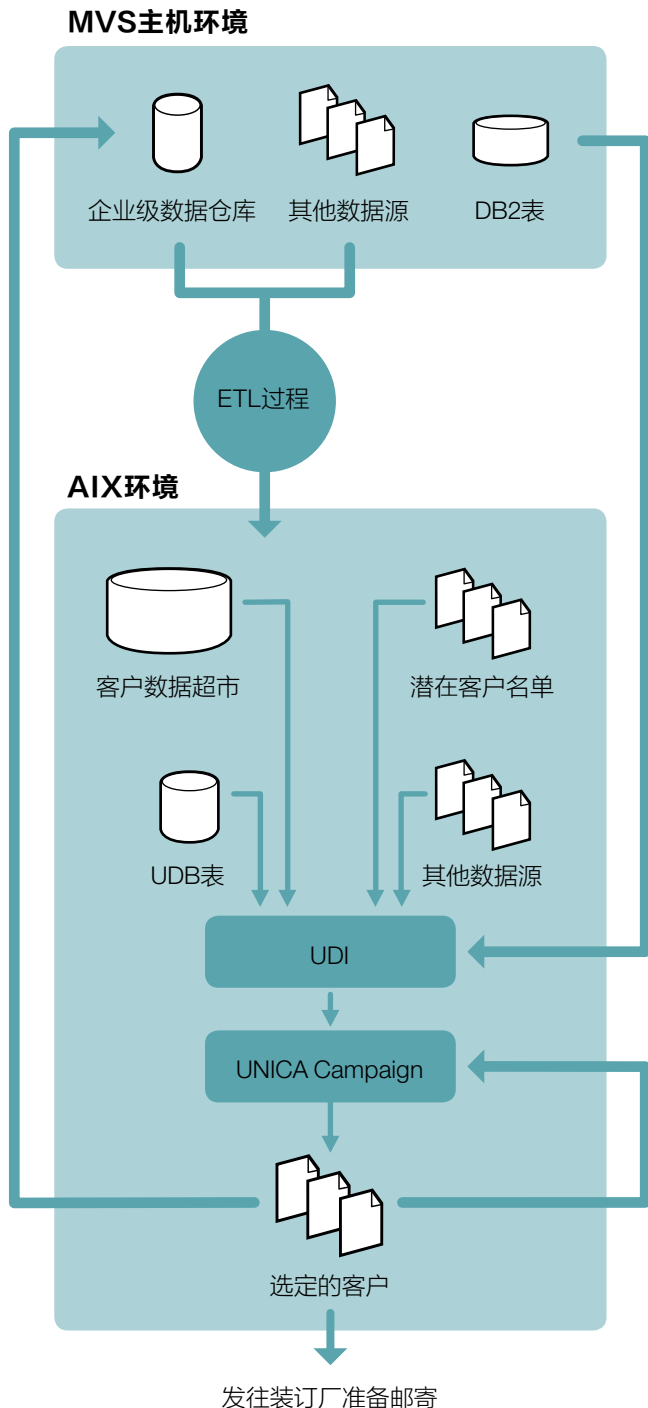 MVS主机环境
企业级数据仓库
其他数据源
DB2表
ETL过程
AIX环境
客户数据超市
潜在客户名单
UDB表
其他数据源
UDI
UNICA Campaign
选定的客户
发往装订厂准备邮寄